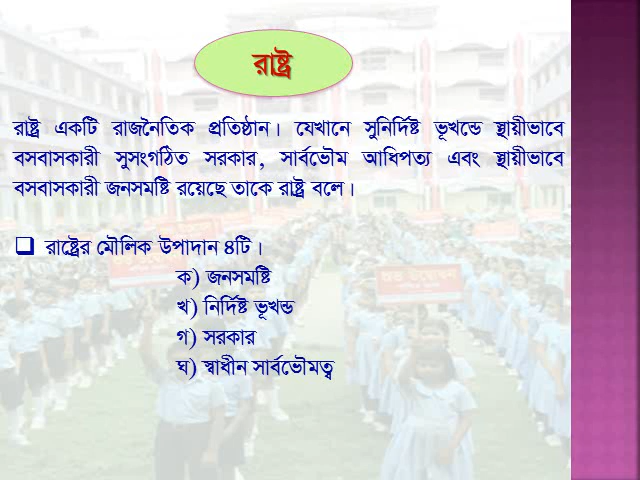 রাষ্ট্র
রাষ্ট্র একটি রাজনৈতিক প্রতিষ্ঠান। যেখানে সুনির্দিষ্ট ভূখন্ডে স্থায়ীভাবে
বসবাসকারী সুসংগঠিত সরকার, সার্বভৌম আধিপত্য এবং স্থায়ীভাবে
বসবাসকারী জনসমষ্টি রয়েছে তাকে রাষ্ট্র বলে।
রাষ্ট্রের মৌলিক উপাদান ৪টি।
ক) জনসমষ্টি
খ) নির্দিষ্ট ভূখন্ড
গ) সরকার
ঘ) স্বাধীন সার্বভৌমত্ব